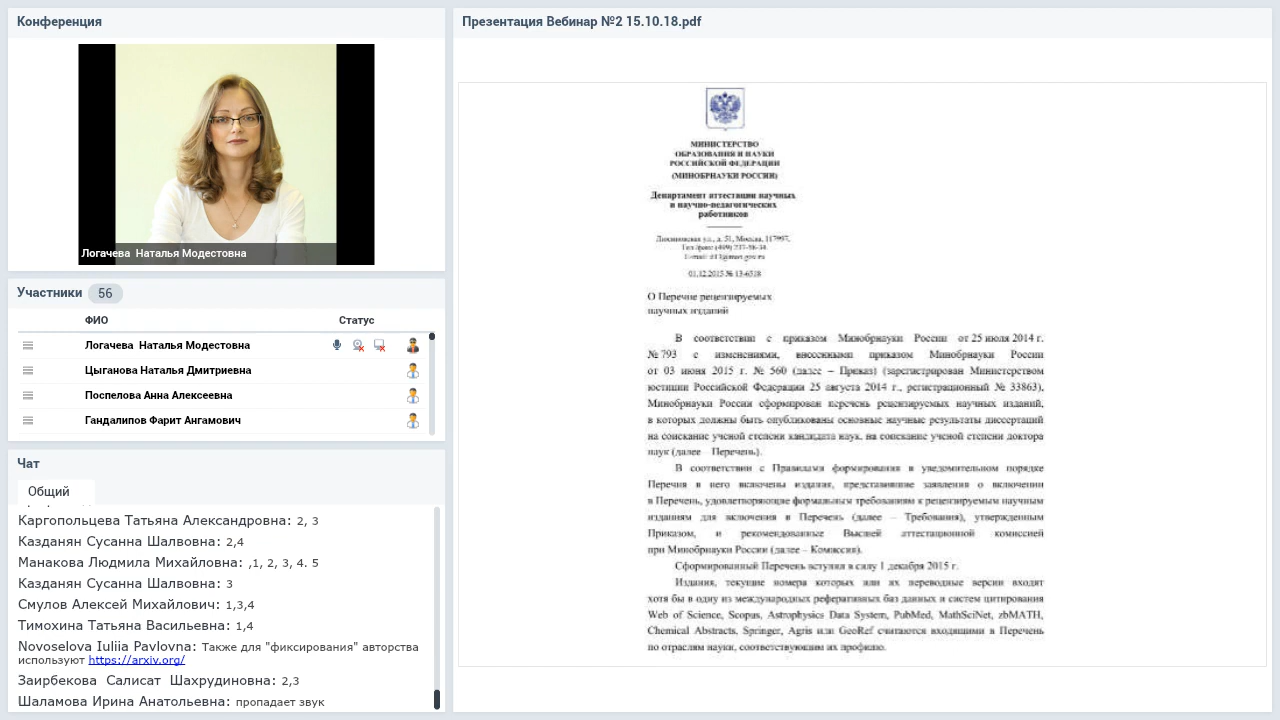 Конференция
Логачева Наталья Модестовна
Участники 56
ФИО Статус
Логачева Наталья Модестовна
Цыганова Наталья Дмитриевна
Поспелова Анна Алексеевна
Гандалипов Фарит Ангамович
Чат
Общий
Каргопольцева Татьяна Александровна: 2, 3
Казданян Сусанна Шалвовна: 2,4
Манакова Людмила Михайловна: ,1, 2, 3, 4. 5
Казданян Сусанна Шалвовна: 3
Смулов Алексей Михайлович: 1,3,4
Тимонова Татьяна Васильевна: 1,4
Novoselova Iuliia Pavlovna: Также для "фиксирования" авторства
используют https://arxiv.org/
Заирбекова Салисат Шахрудиновна: 2,3
Шаламова Ирина Анатольевна: пропадает звук
Презентация Вебинар №2 15.10.18.pdf
МИНИСТЕРСТВО
ОБРАЗОВАНИЯ И НАУКИ
РОССИЙСКОЙ ФЕДЕРАЦИИ
(МИНОБРНАУКИ РОССИИ)
Департамент аттестации научных
и научно-педагогических
работников
Люсиновская ул., д. 51, Москва, 117997.
01.12.2015 № 13-6518
О Перечне рецензируемых
научных изданий
В соответствии с приказом Минобрнауки России от 25 июля 2014 г.
№ 793 с изменениями, внесенными приказом Минобрнауки России
от 03 июня 2015 г. № 560 (далее – Приказ) (зарегистрирован Министерством
юстиции Российской Федерации 25 августа 2014 г., регистрационный № 33863),
Минобрнауки России сформирован перечень рецензируемых научных изданий,
в которых должны быть опубликованы основные научные результаты диссертаций
на соискание ученой степени кандидата наук, на соискание ученой степени доктора
наук (далее – Перечень).
В соответствии с Правилами формирования в уведомительном порядке
Перечня в него включены издания, представившие заявления о включении
в Перечень, удовлетворяющие формальным требованиям к рецензируемым научным
изданиям для включения в Перечень (далее – Требования), утвержденным
Приказом, и рекомендованные Высшей аттестационной комиссией
при Минобрнауки России (далее – Комиссия).
Сформированный Перечень вступил в силу 1 декабря 2015 г.
Издания, текущие номера которых или их переводные версии входят
хотя бы в одну из международных реферативных баз данных и систем цитирования
Web of Science, Scopus, Astrophysics Data System, PubMed, MathSciNet, zbMATH,
Chemical Abstracts, Springer, Agris или GeoRef считаются входящими в Перечень
по отраслям науки, соответствующим их профилю.